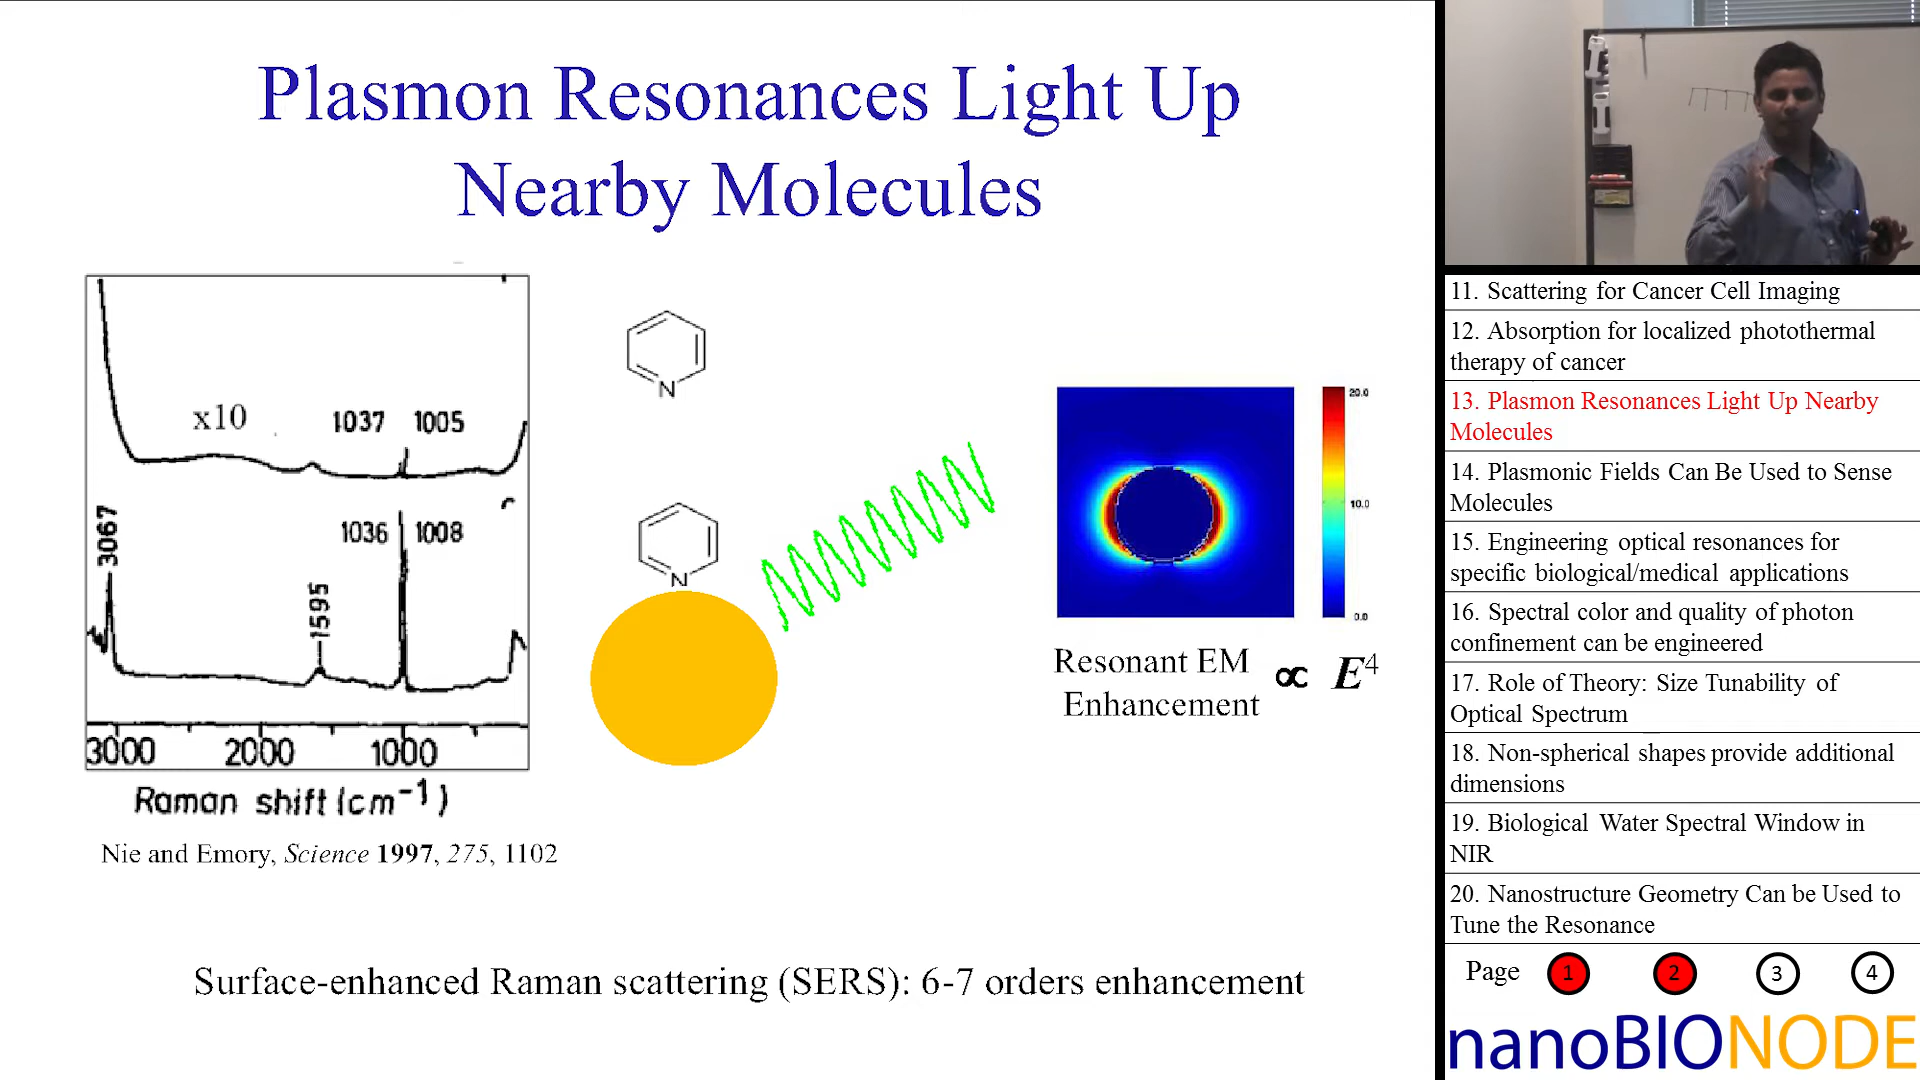 Plasmon Resonances Light Up
Nearby Molecules
x10
1037 1005
3067
1595
1036 1008
3000 2000 1000
Raman shift (cm⁻¹)
Nie and Emory, Science 1997, 275, 1102
N
N
20.0
10.0
0.0
Resonant EM
Enhancement
∝ E⁴
Surface-enhanced Raman scattering (SERS): 6-7 orders enhancement
11. Scattering for Cancer Cell Imaging
12. Absorption for localized photothermal
therapy of cancer
13. Plasmon Resonances Light Up Nearby
Molecules
14. Plasmonic Fields Can Be Used to Sense
Molecules
15. Engineering optical resonances for
specific biological/medical applications
16. Spectral color and quality of photon
confinement can be engineered
17. Role of Theory: Size Tunability of
Optical Spectrum
18. Non-spherical shapes provide additional
dimensions
19. Biological Water Spectral Window in
NIR
20. Nanostructure Geometry Can be Used to
Tune the Resonance
Page 1 2 3 4
nanoBIONODE